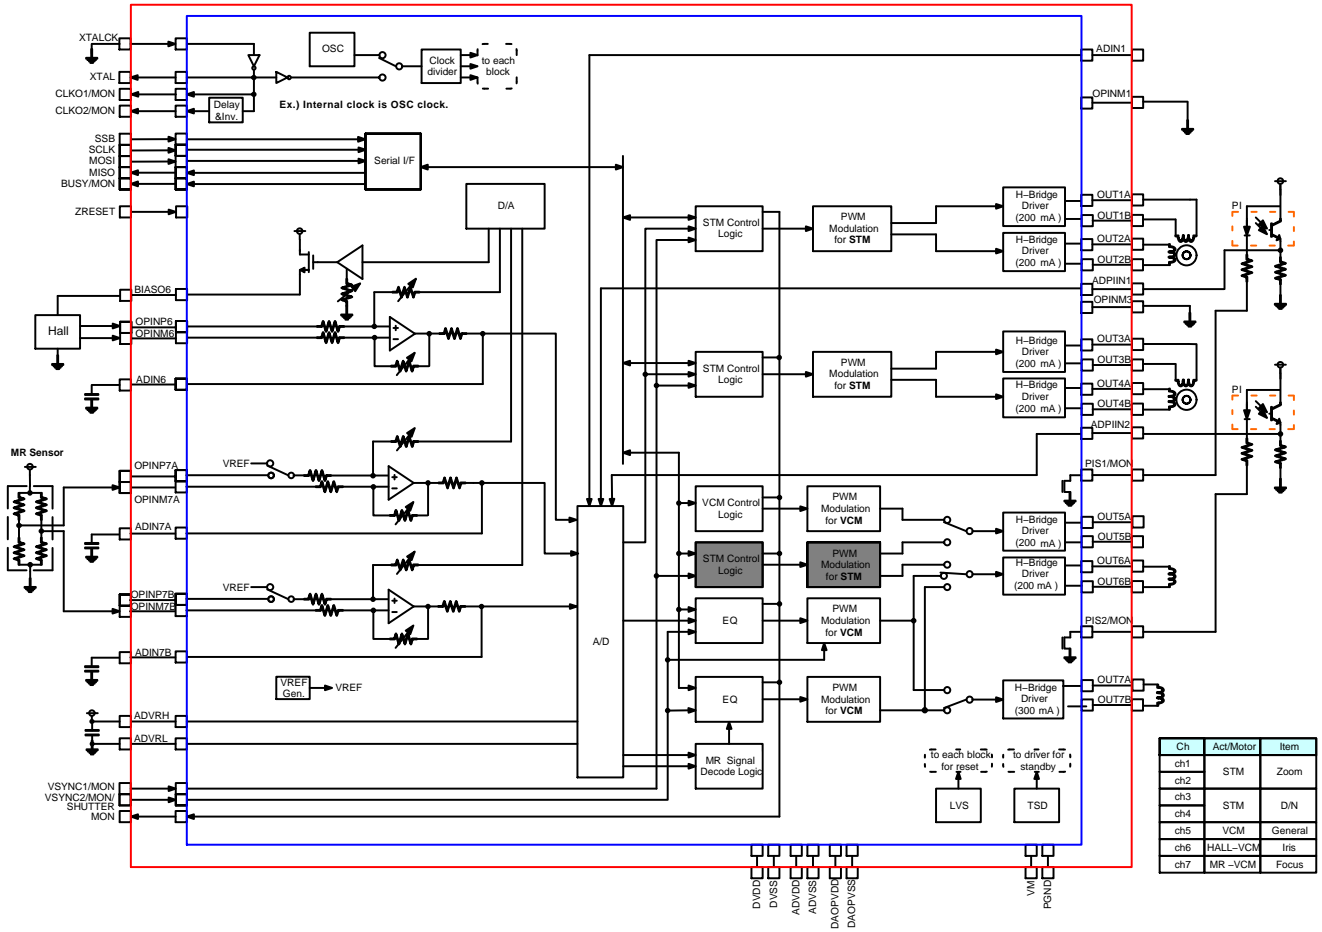 XTALCK
XTAL
CLKO1/MON
CLKO2/MON
OSC
Clock
divider
to each
block
Delay
&Inv.
Ex.) Internal clock is OSC clock.
SSB
SCLK
MOSI
MISO
BUSY/MON
Serial I/F
ZRESET
D/A
BIASO6
Hall
OPINP6
OPINM6
+
−
ADIN6
MR Sensor
OPINP7A
OPINM7A
VREF
+
−
ADIN7A
OPINP7B
OPINM7B
VREF
+
−
ADIN7B
VREF
Gen.
VREF
ADVRH
ADVRL
VSYNC1/MON
VSYNC2/MON/
SHUTTER
MON
A/D
STM Control
Logic
PWM
Modulation
for STM
H−Bridge
Driver
(200 mA )
H−Bridge
Driver
(200 mA )
STM Control
Logic
PWM
Modulation
for STM
H−Bridge
Driver
(200 mA )
H−Bridge
Driver
(200 mA )
VCM Control
Logic
PWM
Modulation
for VCM
H−Bridge
Driver
(200 mA )
STM Control
Logic
PWM
Modulation
for STM
H−Bridge
Driver
(200 mA )
EQ
PWM
Modulation
for VCM
EQ
PWM
Modulation
for VCM
H−Bridge
Driver
(300 mA )
MR Signal
Decode Logic
to each block
for reset
to driver for
standby
LVS
TSD
ADIN1
OPINM1
OUT1A
OUT1B
OUT2A
OUT2B
ADPIIN1
OPINM3
OUT3A
OUT3B
OUT4A
OUT4B
ADPIIN2
PIS1/MON
OUT5A
OUT5B
OUT6A
OUT6B
PIS2/MON
OUT7A
OUT7B
PI
PI
DVDD
DVSS
ADVDD
ADVSS
DAOPVDD
DAOPVSS
VM
PGND
Ch Act/Motor Item
ch1
ch2
STM Zoom
ch3
ch4
STM D/N
ch5 VCM General
ch6 HALL−VCM Iris
ch7 MR −VCM Focus